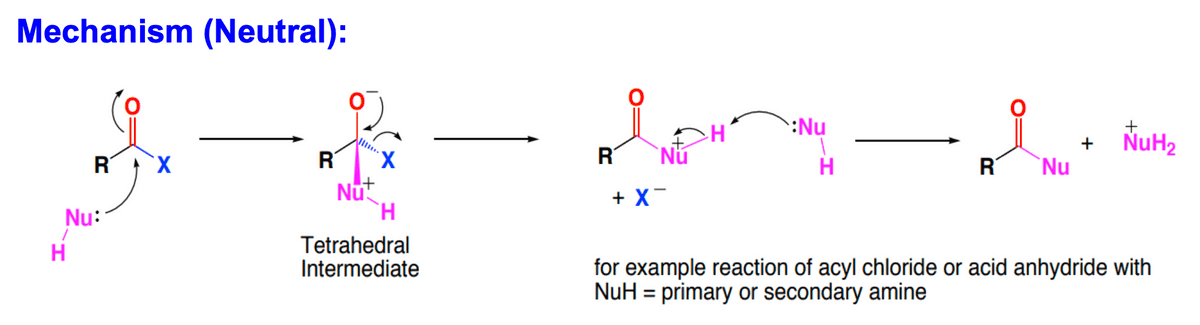 Mechanism (Neutral):
O
R X
Nu:
H
O⁻
R X
Nu⁺
H
Tetrahedral
Intermediate
O
R Nu⁺ H
+ X⁻
:Nu
H
O
R Nu
+ ⁺NuH₂
for example reaction of acyl chloride or acid anhydride with
NuH = primary or secondary amine